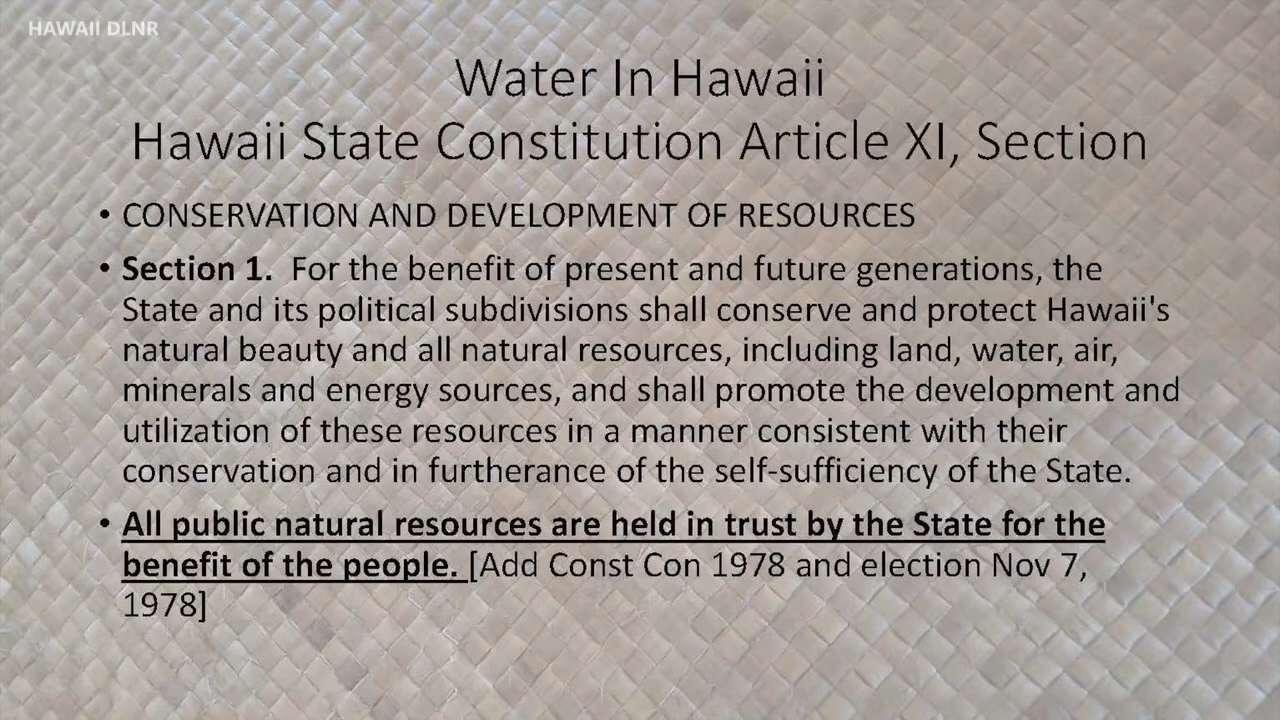 HAWAII DLNR
Water In Hawaii
Hawaii State Constitution Article XI, Section
• CONSERVATION AND DEVELOPMENT OF RESOURCES
• Section 1.  For the benefit of present and future generations, the
State and its political subdivisions shall conserve and protect Hawaii's
natural beauty and all natural resources, including land, water, air,
minerals and energy sources, and shall promote the development and
utilization of these resources in a manner consistent with their
conservation and in furtherance of the self-sufficiency of the State.
• All public natural resources are held in trust by the State for the
benefit of the people. [Add Const Con 1978 and election Nov 7,
1978]